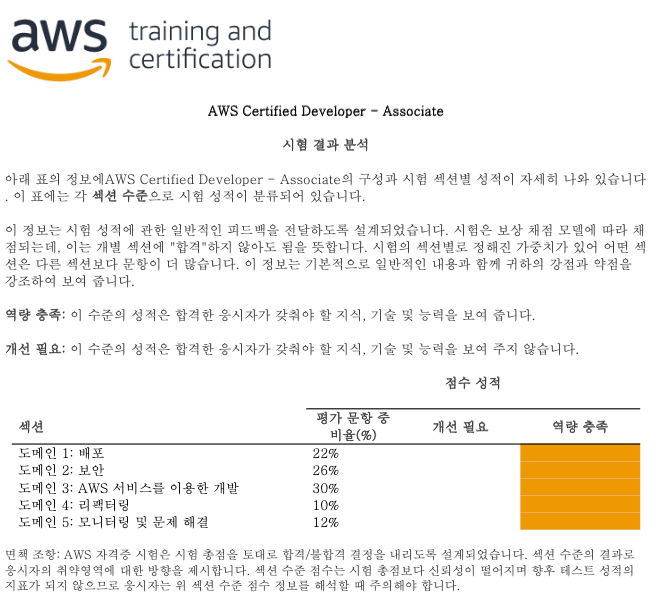 aws training and
certification
AWS Certified Developer - Associate
시험 결과 분석
아래 표의 정보에AWS Certified Developer - Associate의 구성과 시험 섹션별 성적이 자세히 나와 있습니다
. 이 표에는 각 섹션 수준으로 시험 성적이 분류되어 있습니다.
이 정보는 시험 성적에 관한 일반적인 피드백을 전달하도록 설계되었습니다. 시험은 보상 채점 모델에 따라 채
점되는데, 이는 개별 섹션에 "합격"하지 않아도 됨을 뜻합니다. 시험의 섹션별로 정해진 가중치가 있어 어떤 섹
션은 다른 섹션보다 문항이 더 많습니다. 이 정보는 기본적으로 일반적인 내용과 함께 귀하의 강점과 약점을
강조하여 보여 줍니다.
역량 충족: 이 수준의 성적은 합격한 응시자가 갖춰야 할 지식, 기술 및 능력을 보여 줍니다.
개선 필요: 이 수준의 성적은 합격한 응시자가 갖춰야 할 지식, 기술 및 능력을 보여 주지 않습니다.
점수 성적
섹션 평가 문항 중 비율(%) 개선 필요 역량 충족
도메인 1: 배포 22%
도메인 2: 보안 26%
도메인 3: AWS 서비스를 이용한 개발 30%
도메인 4: 리팩터링 10%
도메인 5: 모니터링 및 문제 해결 12%
면책 조항: AWS 자격증 시험은 시험 총점을 토대로 합격/불합격 결정을 내리도록 설계되었습니다. 섹션 수준의 결과로
응시자의 취약영역에 대한 방향을 제시합니다. 섹션 수준 점수는 시험 총점보다 신뢰성이 떨어지며 향후 테스트 성적의
지표가 되지 않으므로 응시자는 위 섹션 수준 점수 정보를 해석할 때 주의해야 합니다.